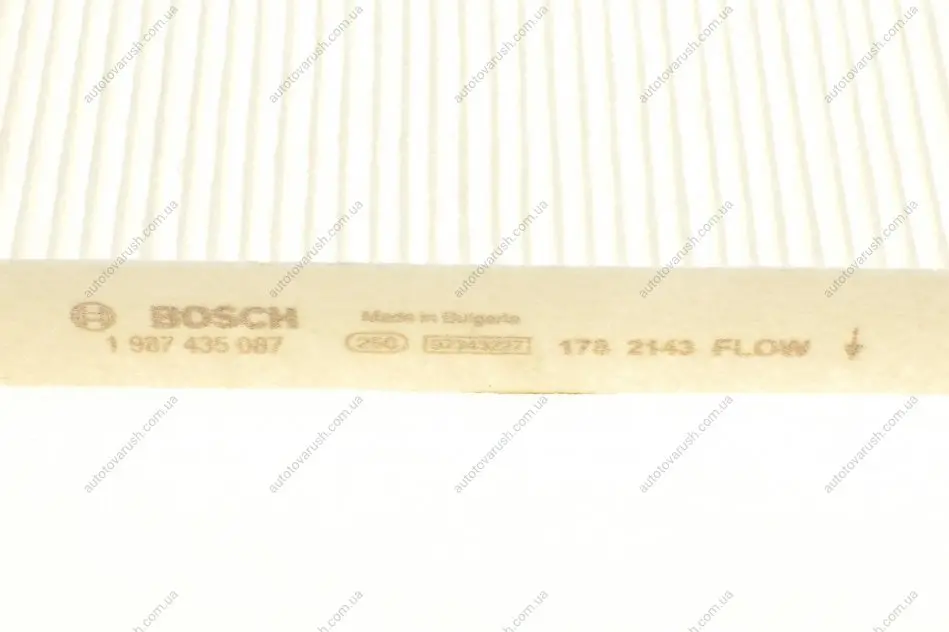 BOSCH
1 987 435 087
Made in Bulgaria
250
178 2143 FLOW
autotovarush.com.ua